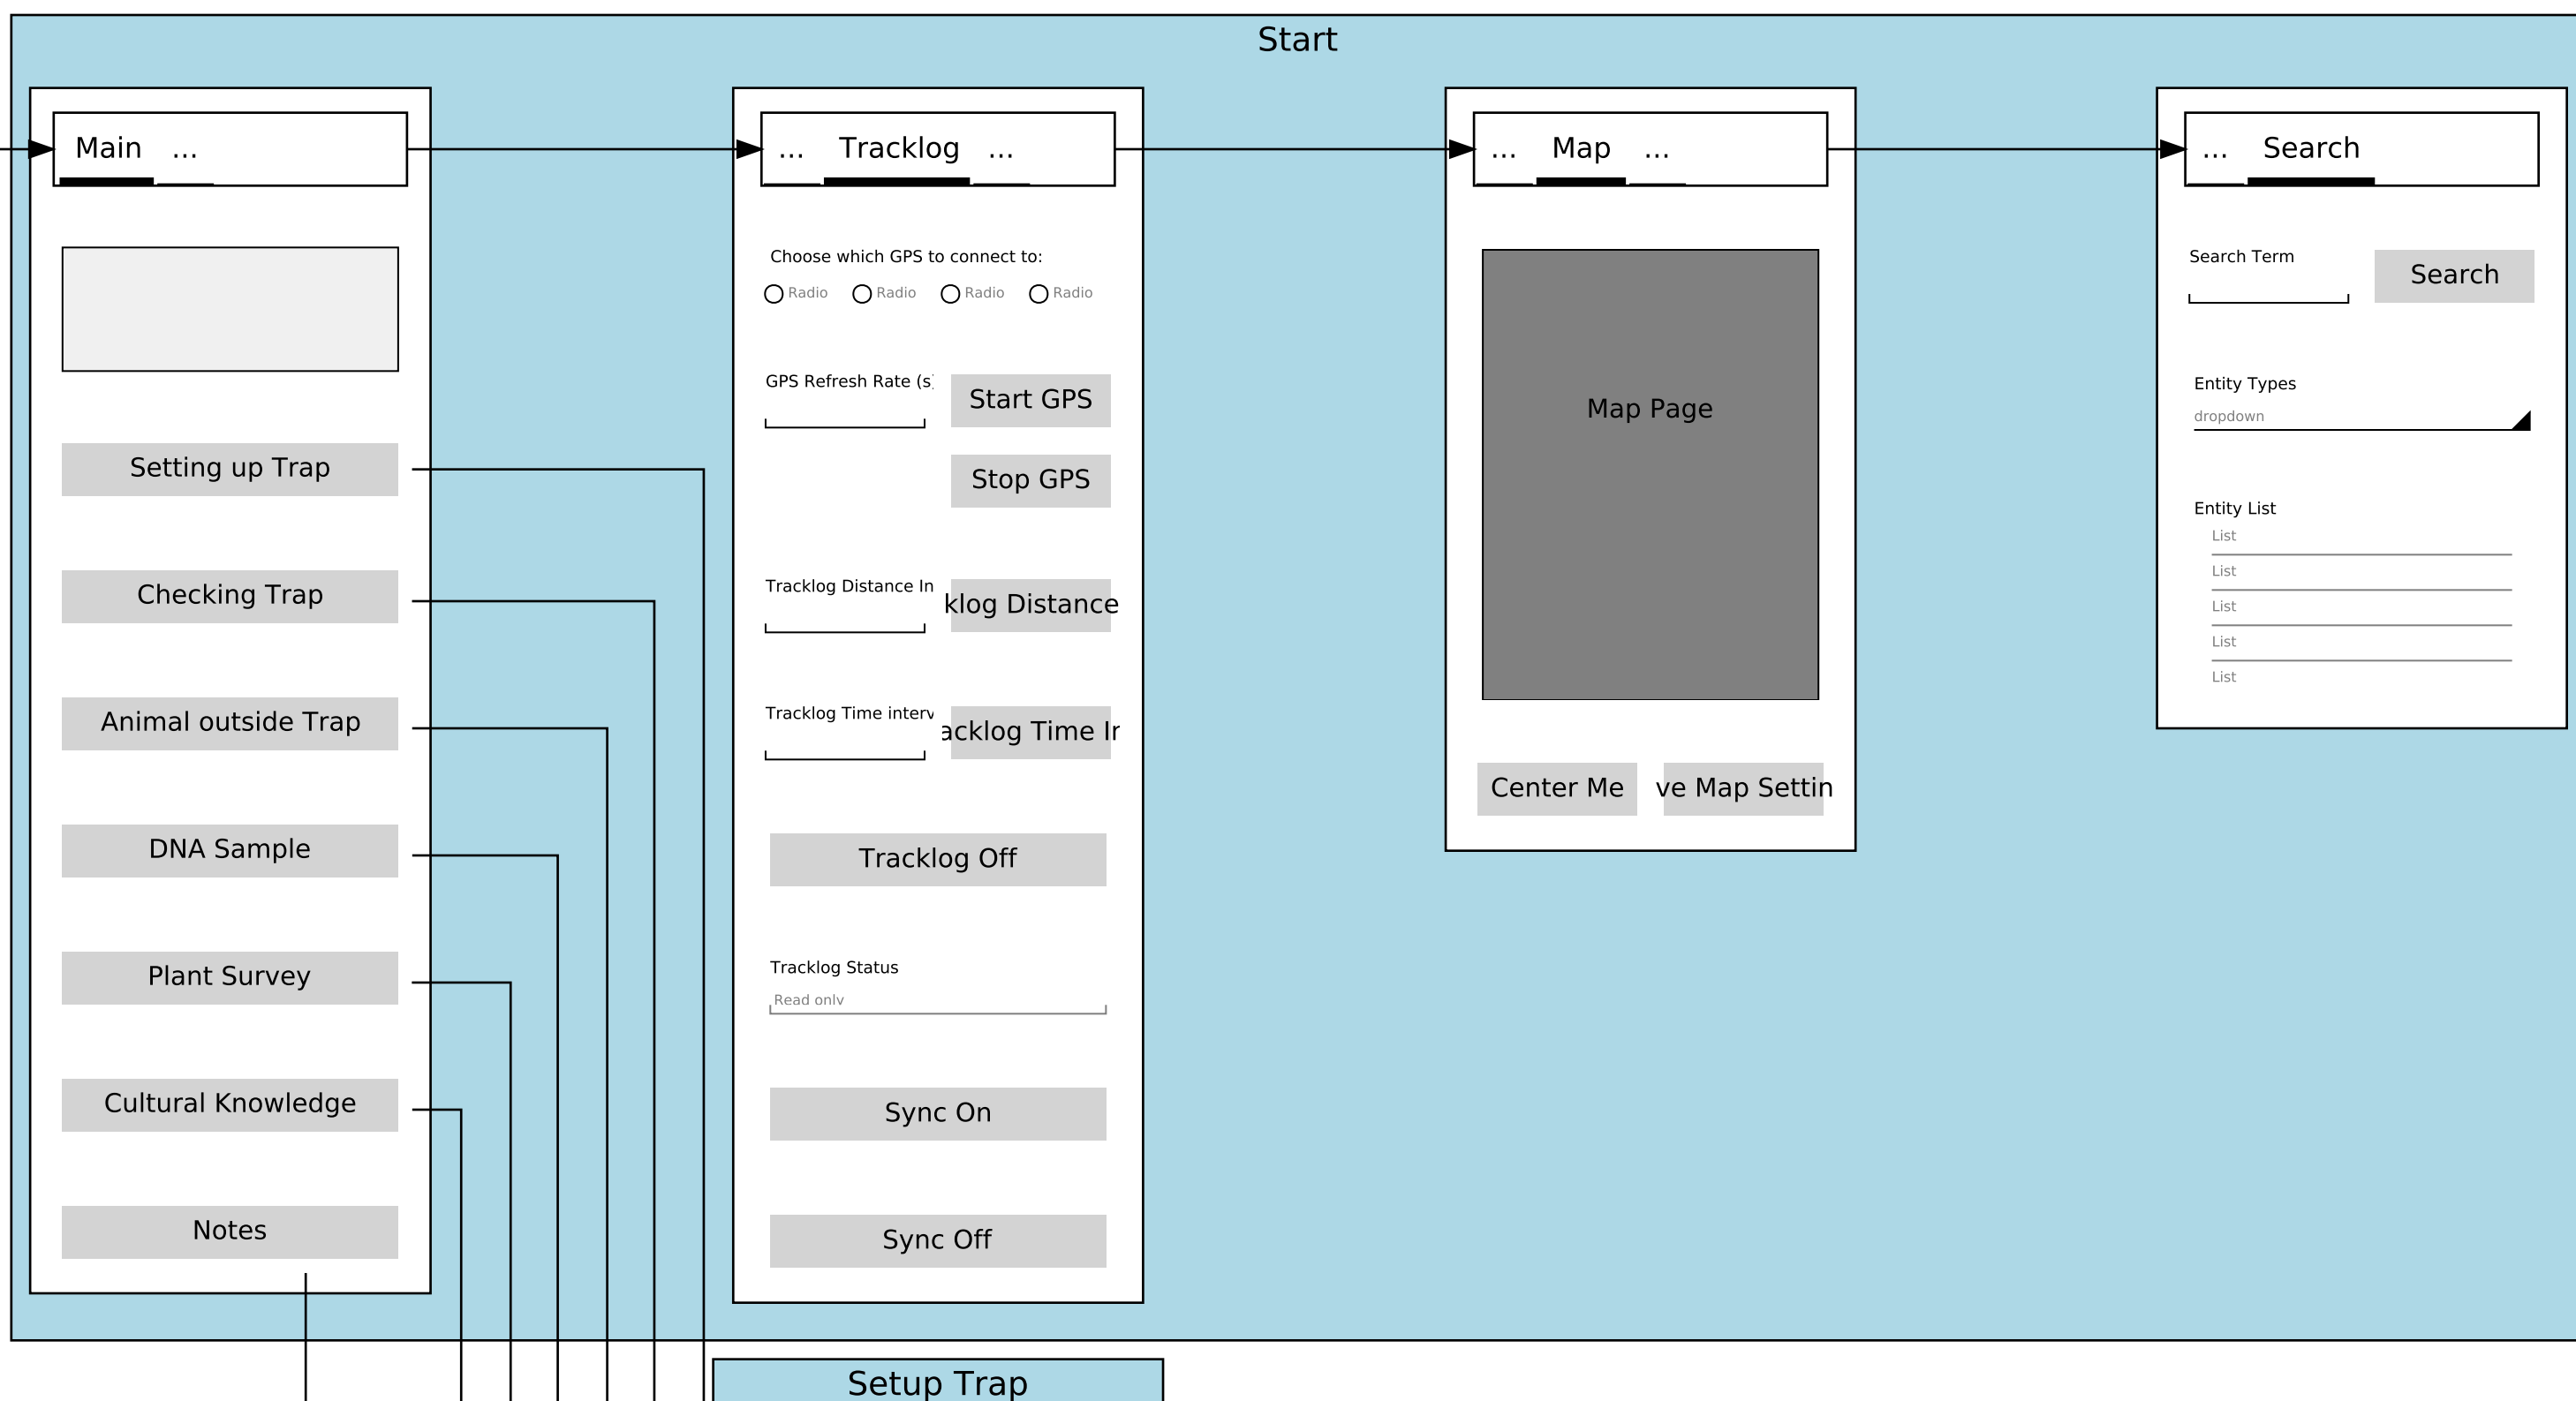 Start
Main ...
Setting up Trap
Checking Trap
Animal outside Trap
DNA Sample
Plant Survey
Cultural Knowledge
Notes
... Tracklog ...
Choose which GPS to connect to:
Radio Radio Radio Radio
GPS Refresh Rate (s)
Start GPS
Stop GPS
Tracklog Distance In
klog Distance
Tracklog Time interv
acklog Time In
Tracklog Off
Tracklog Status
Read only
Sync On
Sync Off
... Map ...
Map Page
Center Me
ve Map Settin
... Search
Search Term
Search
Entity Types
dropdown
Entity List
List
List
List
List
List
Setup Trap